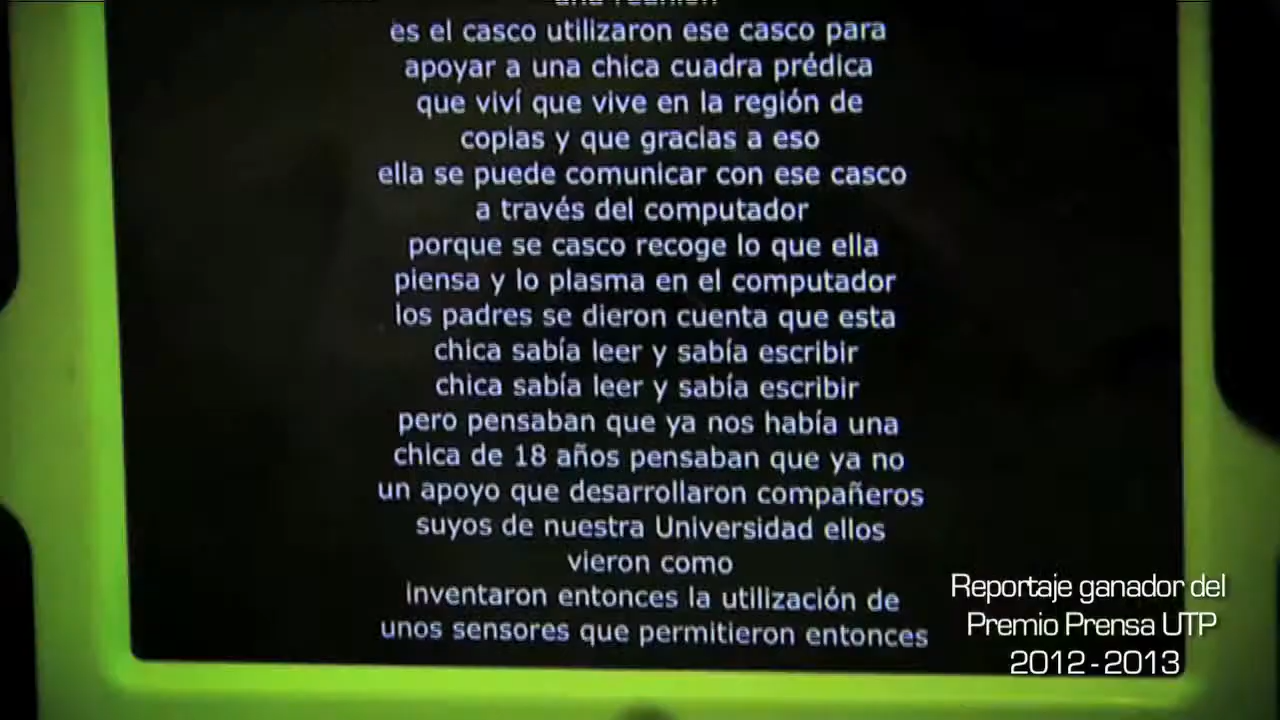 una reunión
es el casco utilizaron ese casco para
apoyar a una chica cuadra prédica
que viví que vive en la región de
copias y que gracias a eso
ella se puede comunicar con ese casco
a través del computador
porque se casco recoge lo que ella
piensa y lo plasma en el computador
los padres se dieron cuenta que esta
chica sabía leer y sabía escribir
chica sabía leer y sabía escribir
pero pensaban que ya nos había una
chica de 18 años pensaban que ya no
un apoyo que desarrollaron compañeros
suyos de nuestra Universidad ellos
vieron como
inventaron entonces la utilización de
unos sensores que permitieron entonces
Reportaje ganador del
Premio Prensa UTP
2012-2013